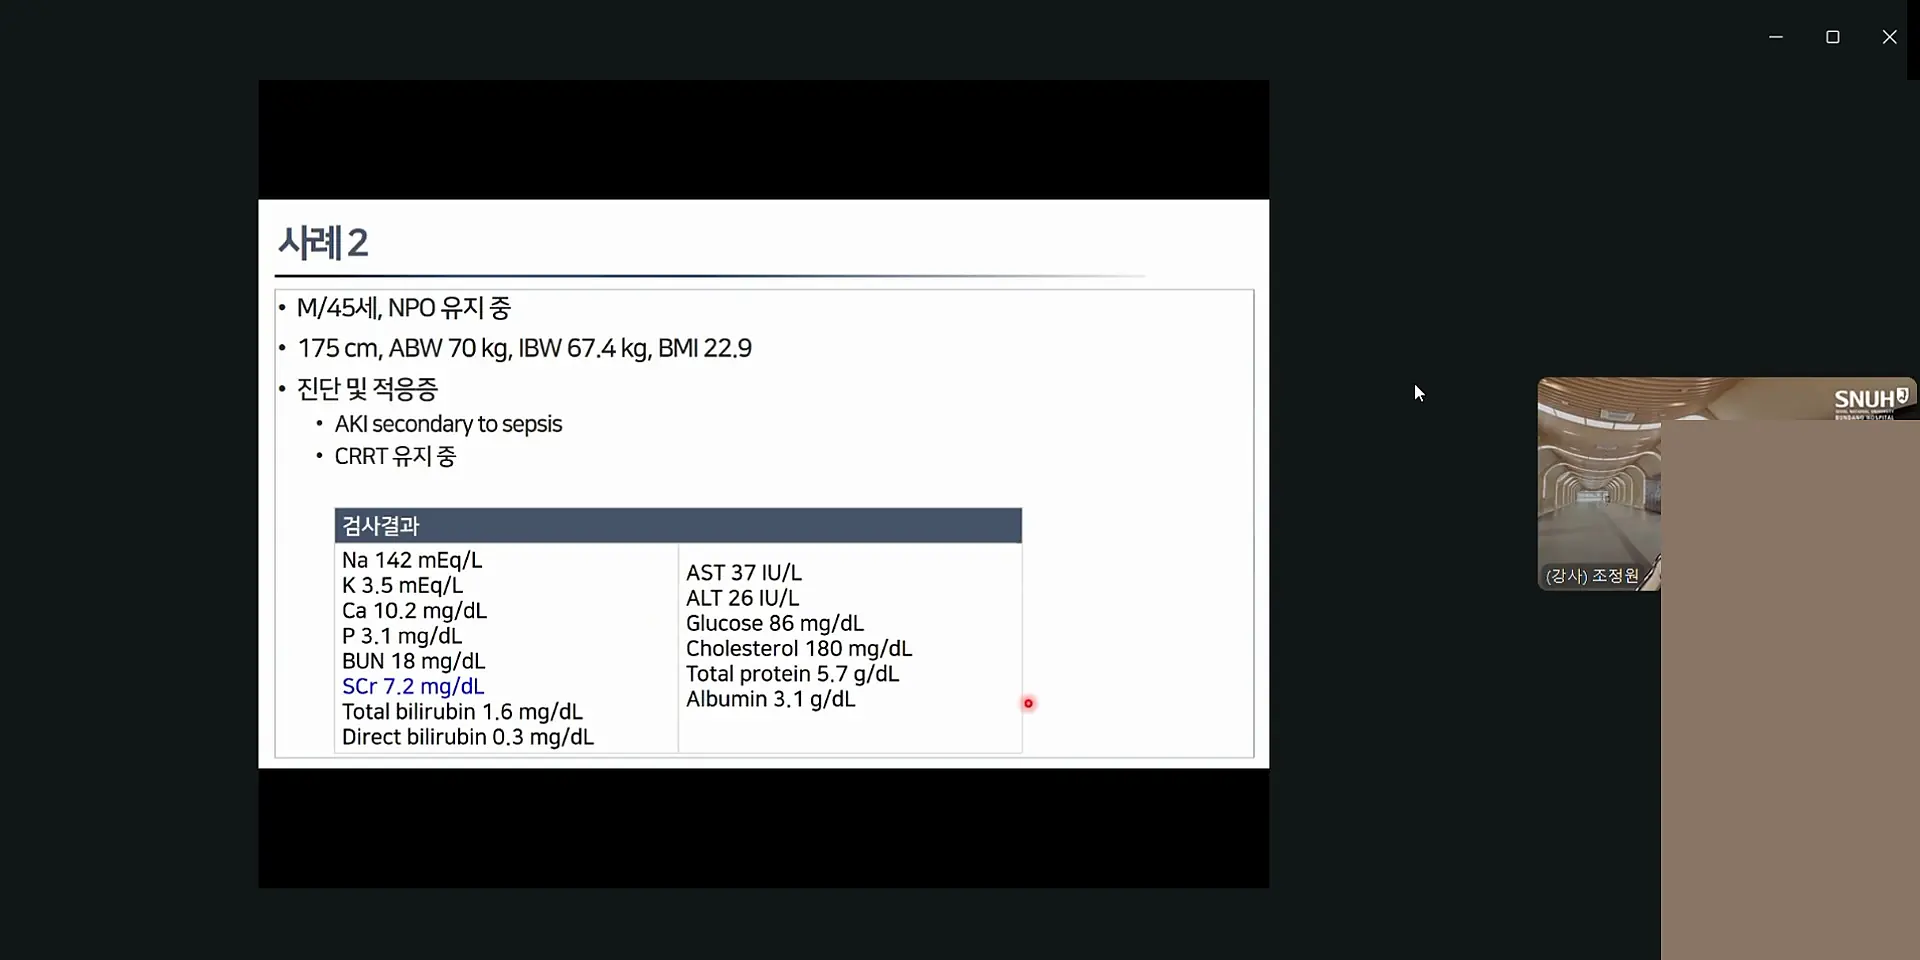 사례 2
• M/45세, NPO 유지 중
• 175 cm, ABW 70 kg, IBW 67.4 kg, BMI 22.9
• 진단 및 적응증
• AKI secondary to sepsis
• CRRT 유지 중
검사결과
Na 142 mEq/L
K 3.5 mEq/L
Ca 10.2 mg/dL
P 3.1 mg/dL
BUN 18 mg/dL
SCr 7.2 mg/dL
Total bilirubin 1.6 mg/dL
Direct bilirubin 0.3 mg/dL
AST 37 IU/L
ALT 26 IU/L
Glucose 86 mg/dL
Cholesterol 180 mg/dL
Total protein 5.7 g/dL
Albumin 3.1 g/dL
SNUH
(강사) 조정원